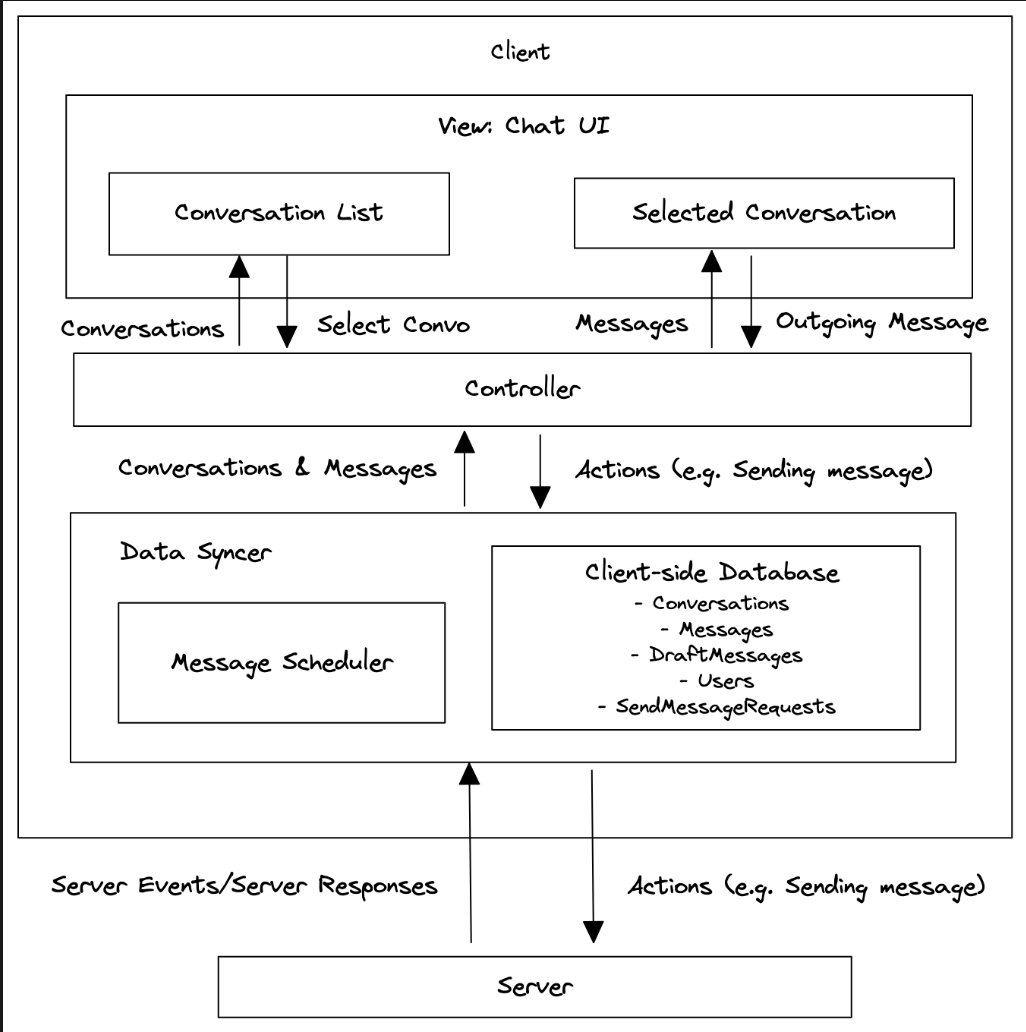 Client
View: Chat UI
Conversation List
Selected Conversation
Conversations
Select Convo
Messages
Outgoing Message
Controller
Conversations & Messages
Actions (e.g. Sending message)
Data Syncer
Message Scheduler
Client-side Database
- Conversations
- Messages
- DraftMessages
- Users
- SendMessageRequests
Server Events/Server Responses
Actions (e.g. Sending message)
Server